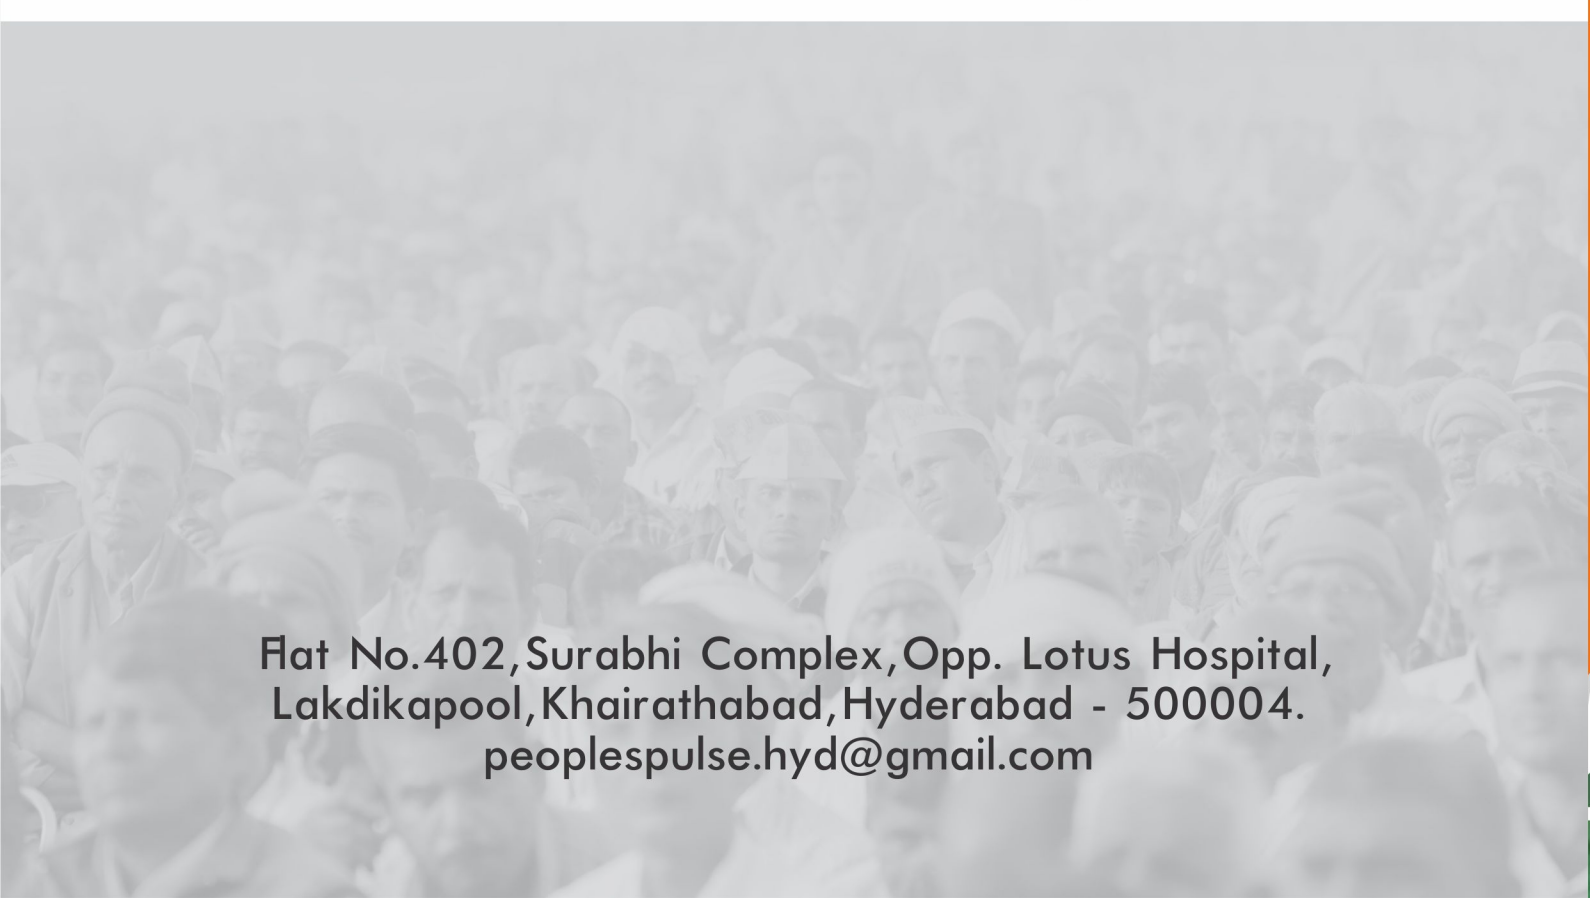 Flat No.402,Surabhi Complex,Opp. Lotus Hospital,
Lakdikapool,Khairathabad,Hyderabad - 500004.
peoplespulse.hyd@gmail.com